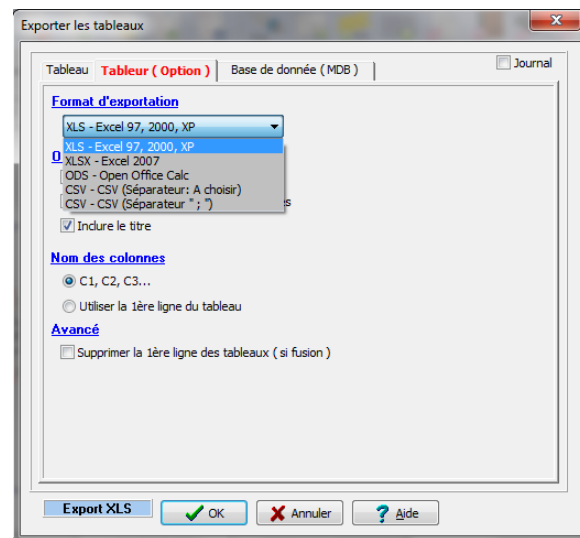 Exporter les tableaux
Tableau Tableur ( Option ) Base de donnée ( MDB ) Journal
Format d'exportation
XLS - Excel 97, 2000, XP
XLS - Excel 97, 2000, XP
O
XLSX - Excel 2007
ODS - Open Office Calc
CSV - CSV (Séparateur: A choisir)
CSV - CSV (Séparateur " ; ") s
Inclure le titre
Nom des colonnes
C1, C2, C3...
Utiliser la 1ère ligne du tableau
Avancé
Supprimer la 1ère ligne des tableaux ( si fusion )
Export XLS OK Annuler Aide